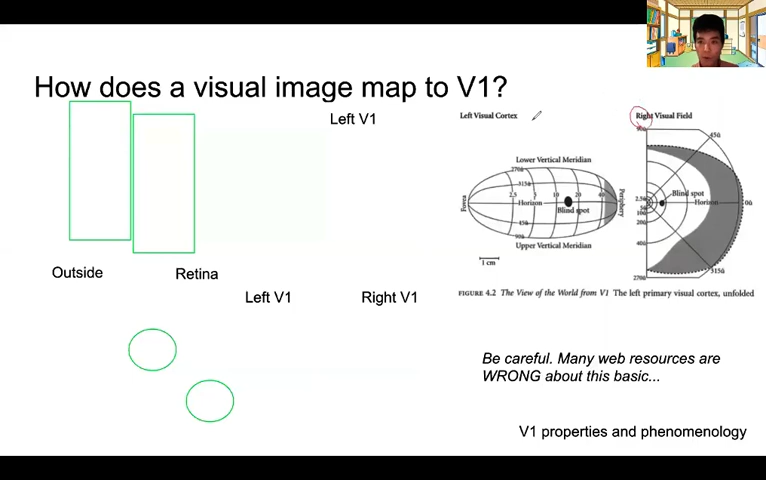 How does a visual image map to V1?
Left V1
Outside
Retina
Left V1
Right V1
Left Visual Cortex
Lower Vertical Meridian
Fovea
Horizon
Blind spot
Periphery
Upper Vertical Meridian
1 cm
Right Visual Field
Blind spot
Horizon
FIGURE 4.2 The View of the World from V1 The left primary visual cortex, unfolded
Be careful. Many web resources are
WRONG about this basic...
V1 properties and phenomenology